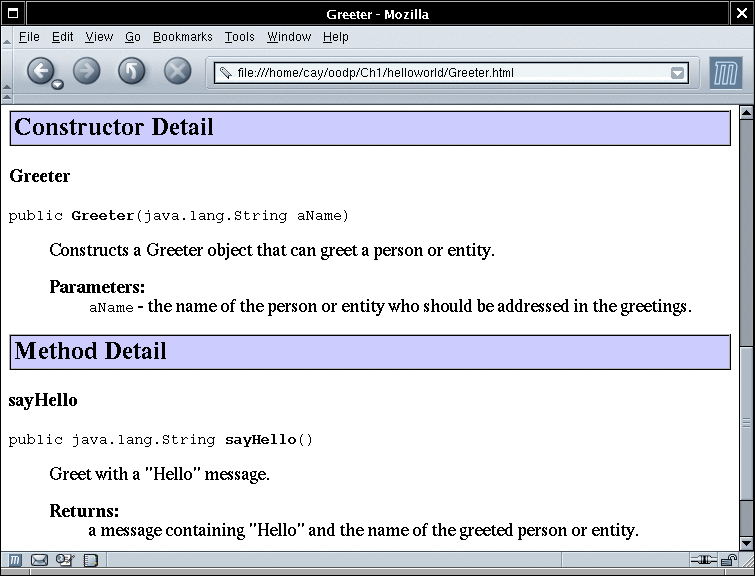 Greeter - Mozilla
File Edit View Go Bookmarks Tools Window Help
file:///home/cay/oodp/Ch1/helloworld/Greeter.html
Constructor Detail
Greeter
public Greeter(java.lang.String aName)
Constructs a Greeter object that can greet a person or entity.
Parameters:
aName - the name of the person or entity who should be addressed in the greetings.
Method Detail
sayHello
public java.lang.String sayHello()
Greet with a "Hello" message.
Returns:
a message containing "Hello" and the name of the greeted person or entity.